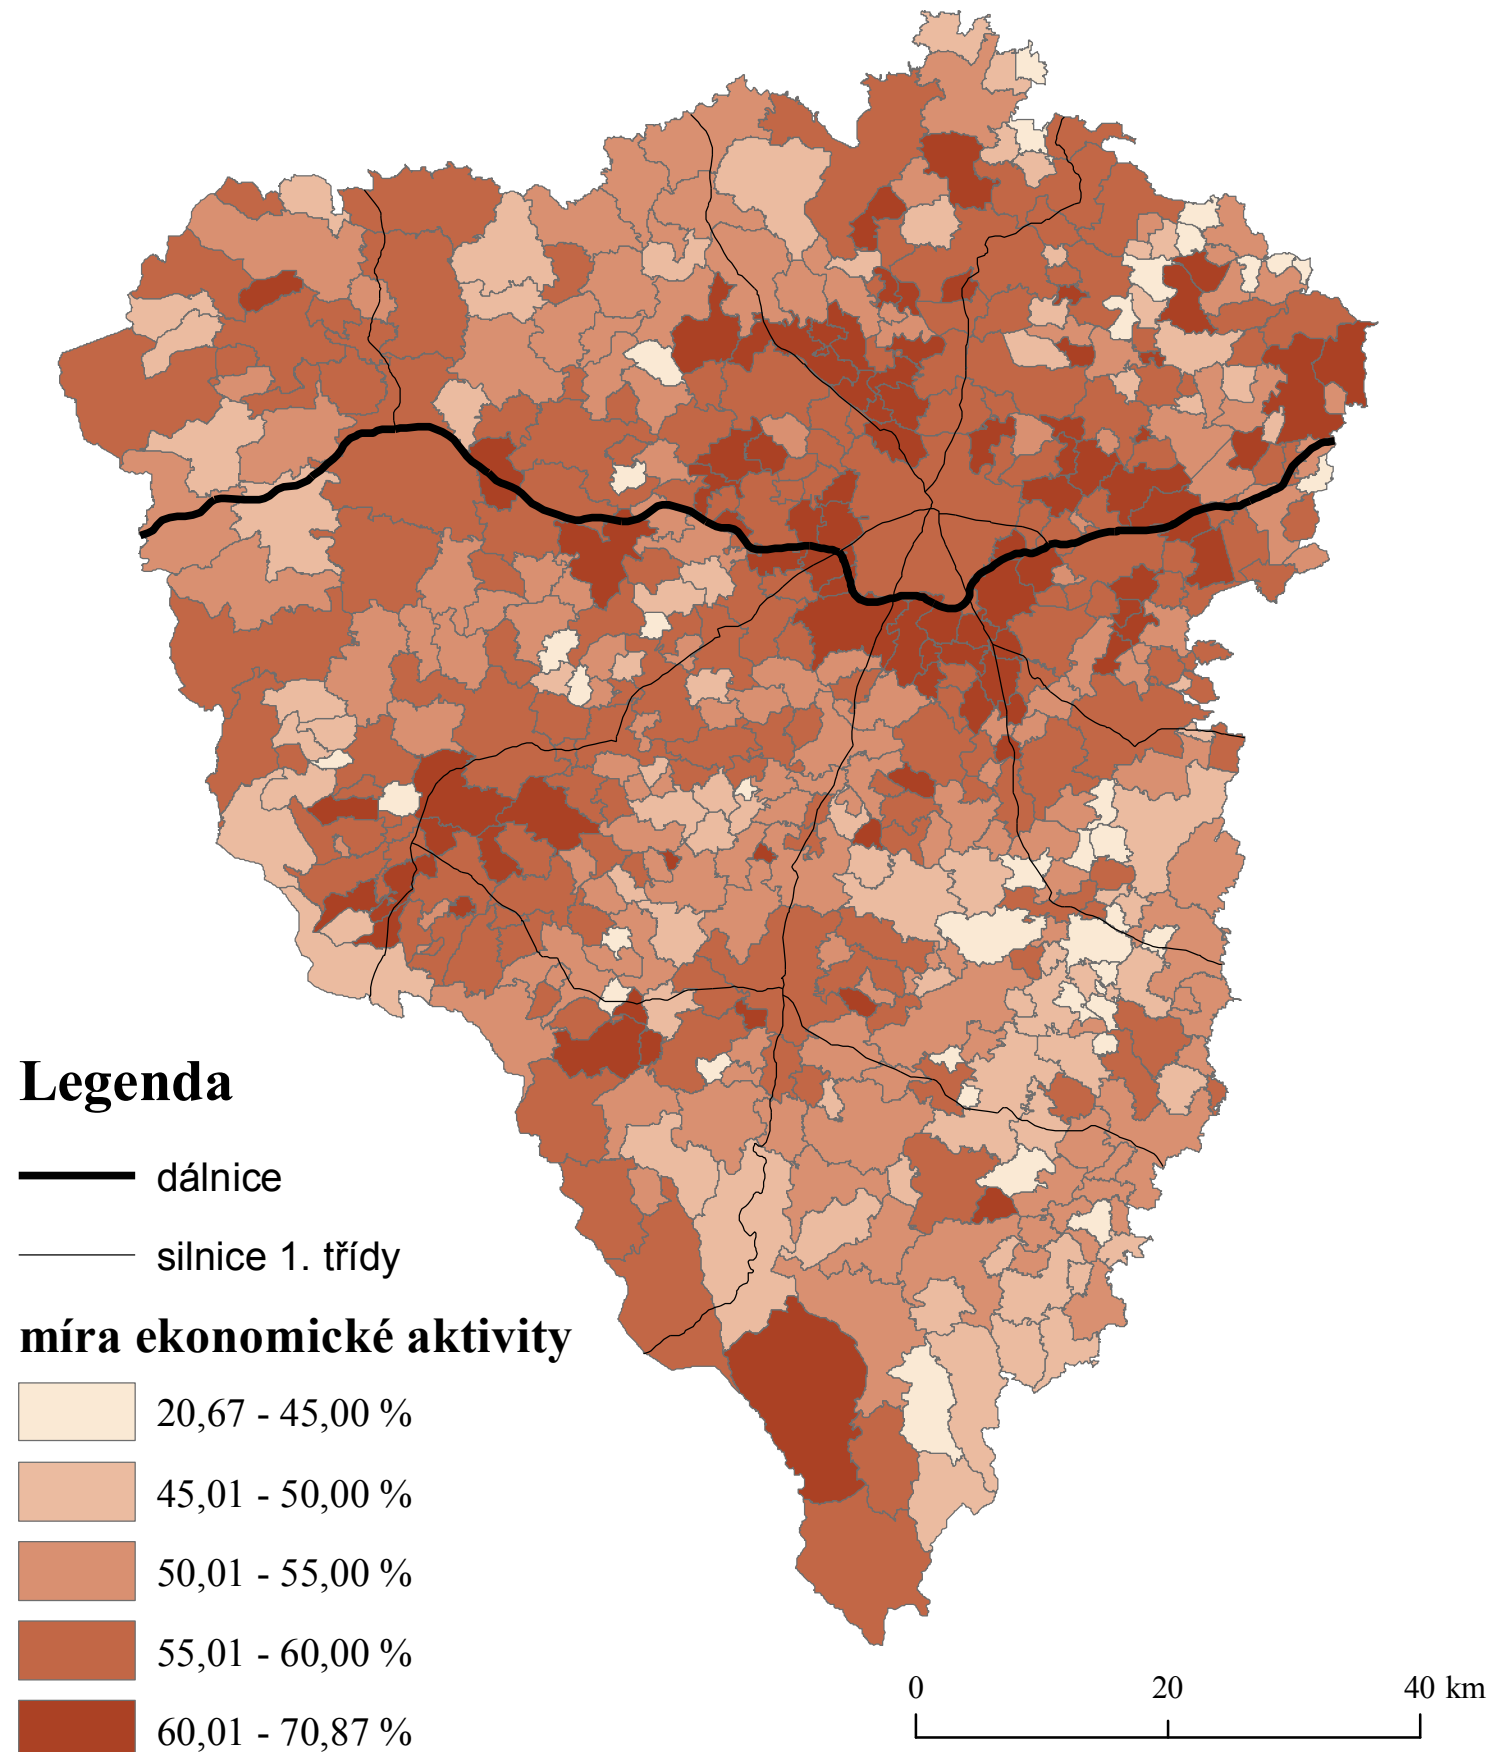 Legenda
dálnice
silnice 1. třídy
míra ekonomické aktivity
20,67 - 45,00 %
45,01 - 50,00 %
50,01 - 55,00 %
55,01 - 60,00 %
60,01 - 70,87 %
0 20 40 km